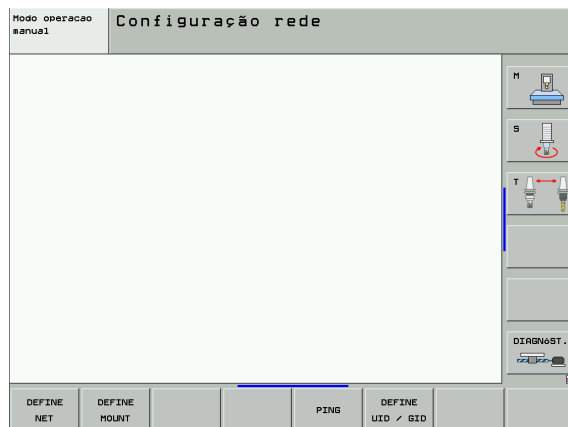 Modo operacao
manual
Configuração rede
M
S
T
DIAGNóST.
DEFINE
NET
DEFINE
MOUNT
PING
DEFINE
UID / GID